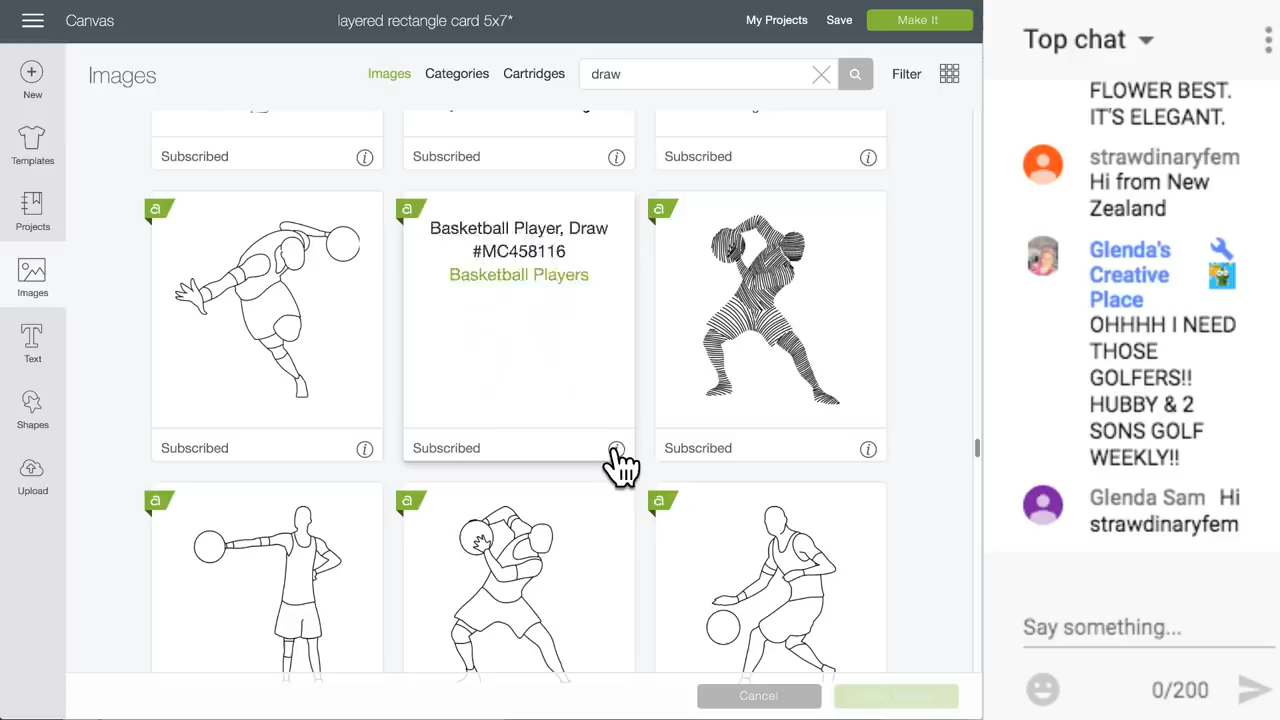 Canvas
layered rectangle card 5x7*
My Projects
Save
Make It
Top chat
New
Templates
Projects
Images
Text
Shapes
Upload
Images
Images
Categories
Cartridges
draw
Filter
Subscribed
Subscribed
Subscribed
a
a
a
Basketball Player, Draw
#MC458116
Basketball Players
Subscribed
Subscribed
Subscribed
a
a
a
Cancel
FLOWER BEST.
IT'S ELEGANT.
strawdinaryfem
Hi from New
Zealand
Glenda's
Creative
Place
OHHHH I NEED
THOSE
GOLFERS!!
HUBBY & 2
SONS GOLF
WEEKLY!!
Glenda Sam Hi
strawdinaryfem
Say something...
0/200